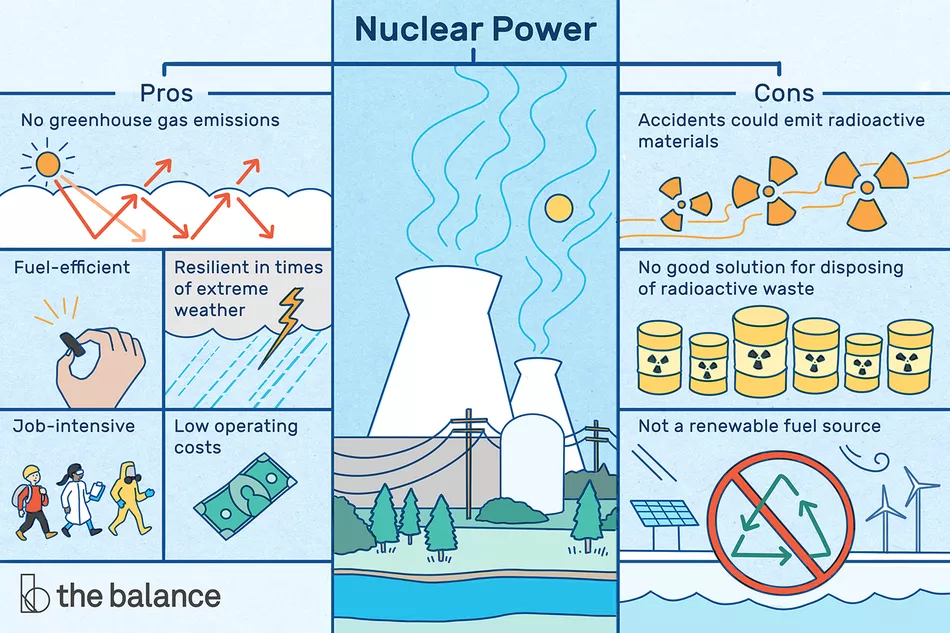 Nuclear Power
Pros
No greenhouse gas emissions
Fuel-efficient
Resilient in times
of extreme
weather
Job-intensive
Low operating
costs
Cons
Accidents could emit radioactive
materials
No good solution for disposing
of radioactive waste
Not a renewable fuel source
the balance